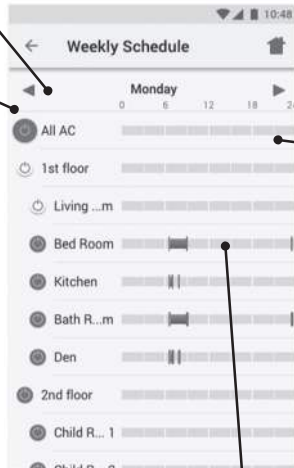 10:48
Weekly Schedule
Monday
0 6 12 18 24
All AC
1st floor
Living ...m
Bed Room
Kitchen
Bath R...m
Den
2nd floor
Child R... 1